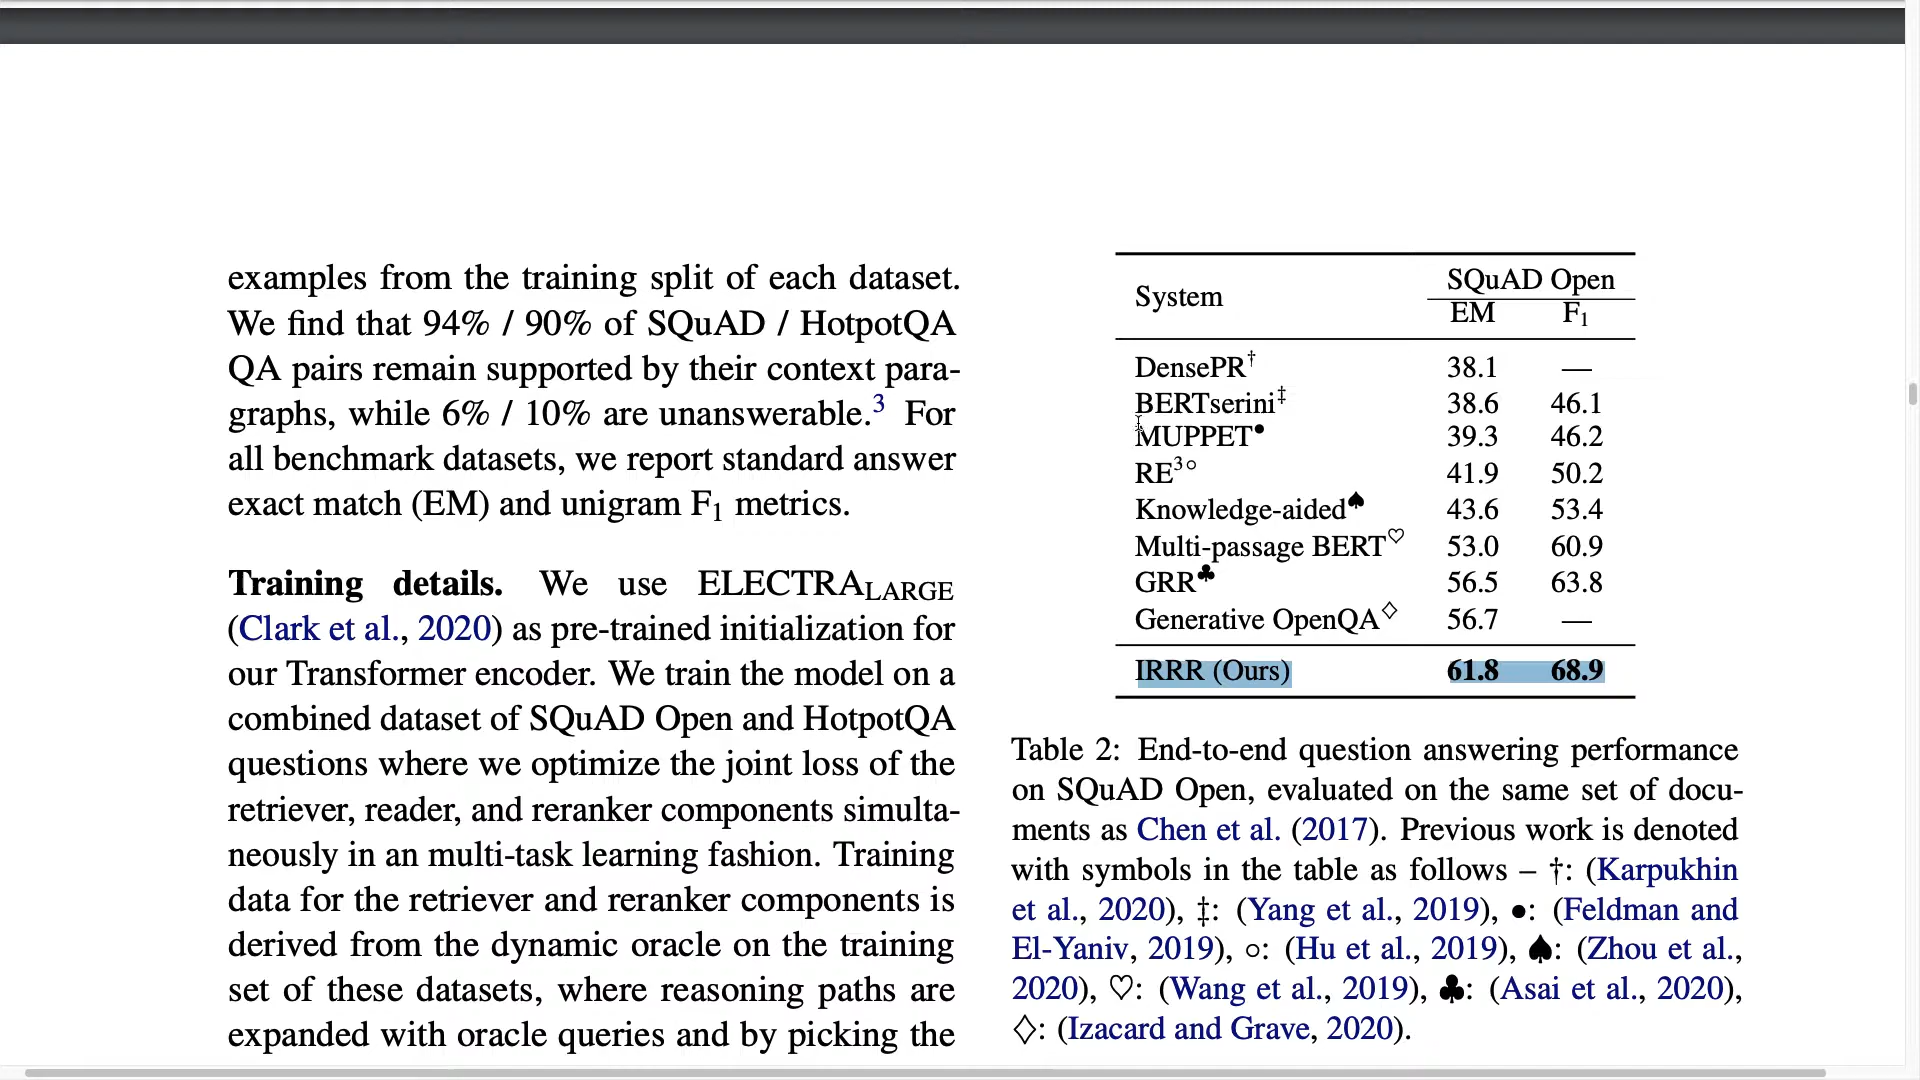 examples from the training split of each dataset.
We find that 94% / 90% of SQuAD / HotpotQA
QA pairs remain supported by their context para-
graphs, while 6% / 10% are unanswerable.3 For
all benchmark datasets, we report standard answer
exact match (EM) and unigram F1 metrics.
Training details. We use ELECTRALARGE
(Clark et al., 2020) as pre-trained initialization for
our Transformer encoder. We train the model on a
combined dataset of SQuAD Open and HotpotQA
questions where we optimize the joint loss of the
retriever, reader, and reranker components simulta-
neously in an multi-task learning fashion. Training
data for the retriever and reranker components is
derived from the dynamic oracle on the training
set of these datasets, where reasoning paths are
expanded with oracle queries and by picking the
System SQuAD Open
EM F1
DensePR† 38.1 —
BERTserini‡ 38.6 46.1
MUPPET● 39.3 46.2
RE3○ 41.9 50.2
Knowledge-aided♠ 43.6 53.4
Multi-passage BERT♡ 53.0 60.9
GRR♣ 56.5 63.8
Generative OpenQA♢ 56.7 —
IRRR (Ours) 61.8 68.9
Table 2: End-to-end question answering performance
on SQuAD Open, evaluated on the same set of docu-
ments as Chen et al. (2017). Previous work is denoted
with symbols in the table as follows – †: (Karpukhin
et al., 2020), ‡: (Yang et al., 2019), ●: (Feldman and
El-Yaniv, 2019), ○: (Hu et al., 2019), ♠: (Zhou et al.,
2020), ♡: (Wang et al., 2019), ♣: (Asai et al., 2020),
♢: (Izacard and Grave, 2020).